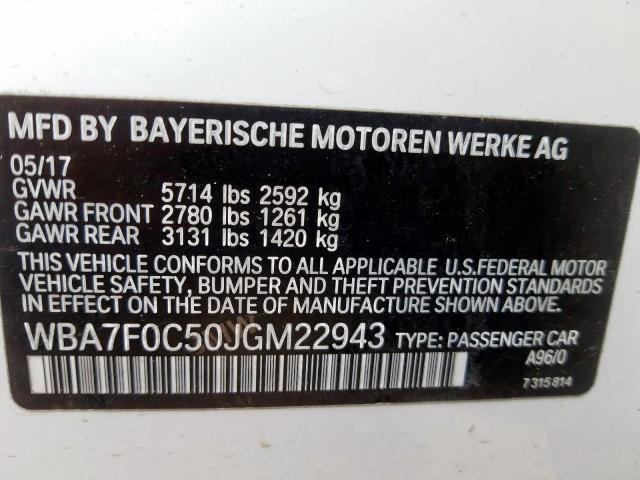 MFD BY BAYERISCHE MOTOREN WERKE AG
05/17
GVWR 5714 lbs 2592 kg
GAWR FRONT 2780 lbs 1261 kg
GAWR REAR 3131 lbs 1420 kg
THIS VEHICLE CONFORMS TO ALL APPLICABLE U.S.FEDERAL MOTOR
VEHICLE SAFETY, BUMPER AND THEFT PREVENTION STANDARDS
IN EFFECT ON THE DATE OF MANUFACTURE SHOWN ABOVE.
WBA7F0C50JGM22943 TYPE: PASSENGER CAR
A96/0
7315814